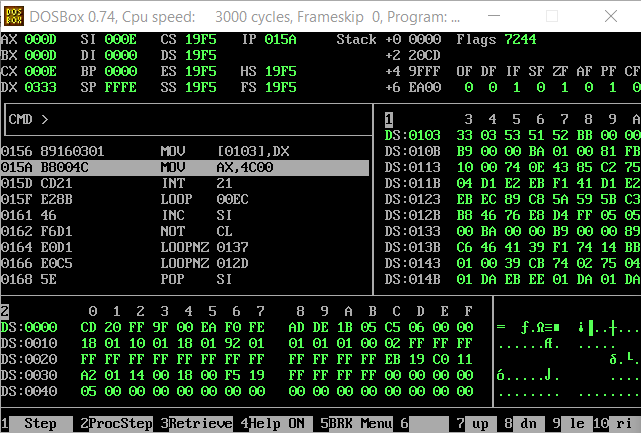 DOSBox 0.74, Cpu speed: 3000 cycles, Frameskip 0, Program: ...
AX 000D SI 000E CS 19F5 IP 015A Stack +0 0000 Flags 7244
BX 000D DI 0000 DS 19F5 +2 20CD
CX 000E BP 0000 ES 19F5 HS 19F5 +4 9FFF OF DF IF SF ZF AF PF CF
DX 0333 SP FFFE SS 19F5 FS 19F5 +6 EA00 0 0 1 0 1 0 1 0
CMD >
1 3 4 5 6 7 8 9 A
DS:0103 33 03 53 51 52 BB 00 00
0156 89160301 MOV [0103],DX DS:010B B9 00 00 BA 01 00 81 FB
015A B8004C MOV AX,4C00 DS:0113 10 00 74 0E 43 85 C2 75
015D CD21 INT 21 DS:011B 04 D1 E2 EB F1 41 D1 E2
015F E28B LOOP 00EC DS:0123 EB EC 89 C8 5A 59 5B C3
0161 46 INC SI DS:012B B8 46 76 E8 D4 FF 05 05
0162 F6D1 NOT CL DS:0133 00 BA 00 00 B9 00 00 89
0164 E0D1 LOOPNZ 0137 DS:013B C6 46 41 39 F1 74 14 BB
0166 E0C5 LOOPNZ 012D DS:0143 01 00 39 CB 74 02 75 04
0168 5E POP SI DS:014B 01 DA EB EE 01 DA 01 DA
2 0 1 2 3 4 5 6 7 8 9 A B C D E F
DS:0000 CD 20 FF 9F 00 EA F0 FE AD DE 1B 05 C5 06 00 00
DS:0010 18 01 10 01 18 01 92 01 01 01 01 00 02 FF FF FF
DS:0020 FF FF FF FF FF FF FF FF FF FF FF FF EB 19 C0 11
DS:0030 A2 01 14 00 18 00 F5 19 FF FF FF FF 00 00 00 00
DS:0040 05 00 00 00 00 00 00 00 00 00 00 00 00 00 00 00
1 Step 2ProcStep 3Retrieve 4Help ON 5BRK Menu 6 7 up 8 dn 9 le 10 ri